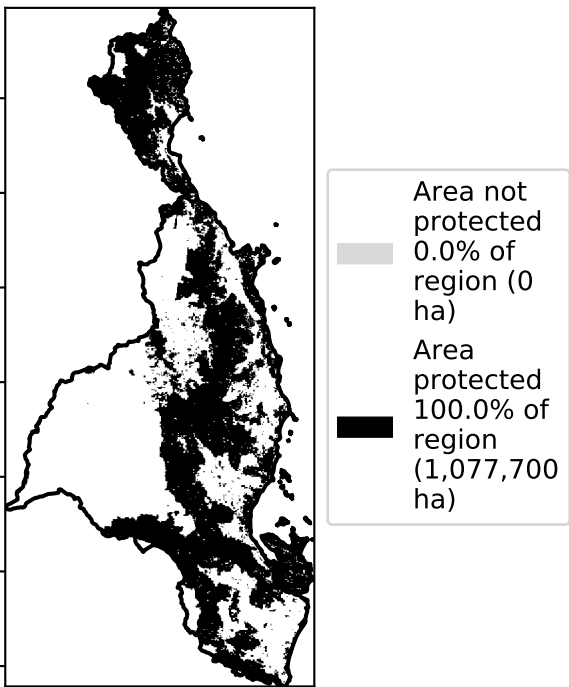 Area not
protected
0.0% of
region (0
ha)
Area
protected
100.0% of
region
(1,077,700
ha)